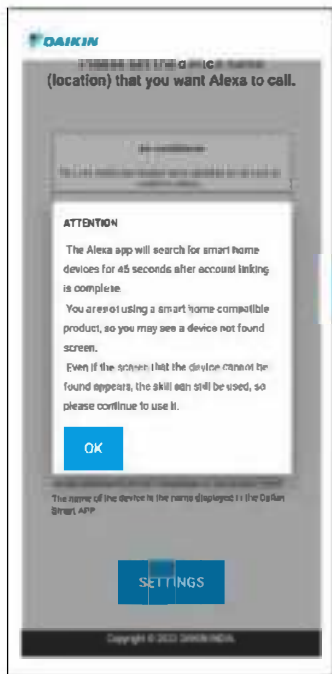 DAIKIN
(location) that you want Alexa to call.
ATTENTION
The Alexa app will search for smart home
devices for 45 seconds after account linking
is complete
You are not using a smart home compatible
product, so you may see a device not found
screen.
Even if the screen that the device cannot be
found appears, the skill can still be used, so
please continue to use it.
OK
The name of the device is the name displayed in the Daikin
Smart APP
SETTINGS
Copyright © 2023 DAIKIN INDIA.